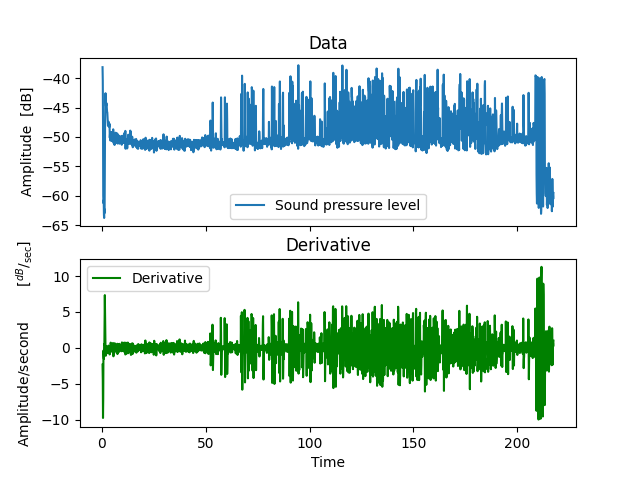 Data
Amplitude [dB]
−40
−45
−50
−55
−60
−65
Sound pressure level
Derivative
Amplitude/second [dB/sec]
10
5
0
−5
−10
Derivative
0 50 100 150 200
Time